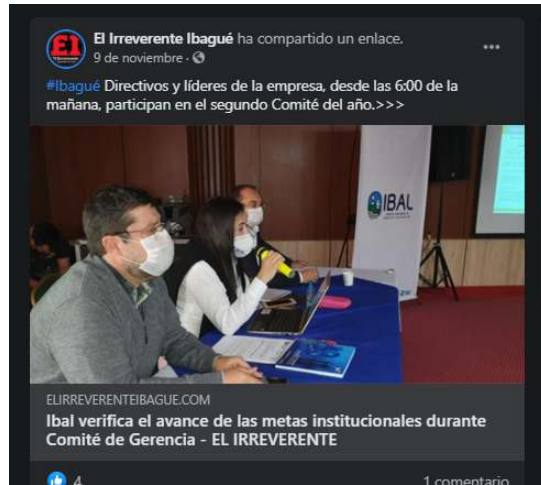 El Irreverente Ibagué ha compartido un enlace.
9 de noviembre
#Ibagué Directivos y líderes de la empresa, desde las 6:00 de la
mañana, participan en el segundo Comité del año.>>>
IBAL
ELIRREVERENTEIBAGUE.COM
Ibal verifica el avance de las metas institucionales durante
Comité de Gerencia - EL IRREVERENTE
4
1 comentario